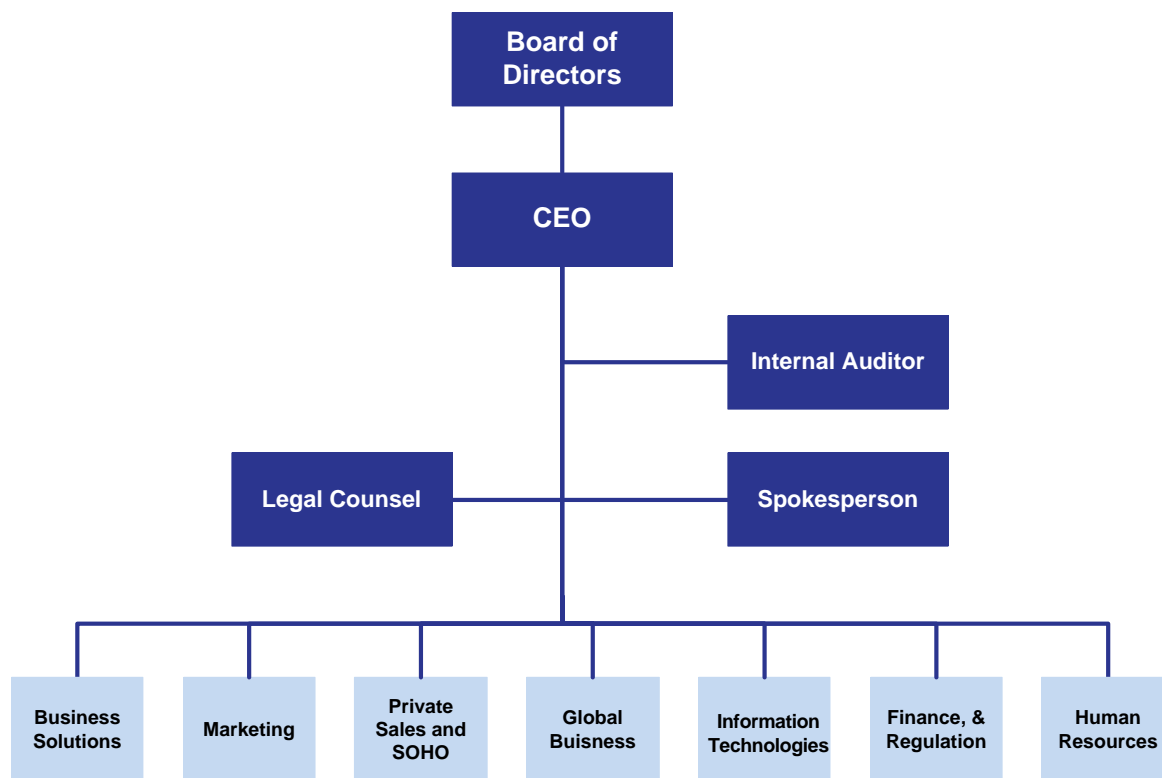 Board of
Directors
CEO
Internal Auditor
Legal Counsel
Spokesperson
Business
Solutions
Marketing
Private
Sales and
SOHO
Global
Buisness
Information
Technologies
Finance, &
Regulation
Human
Resources